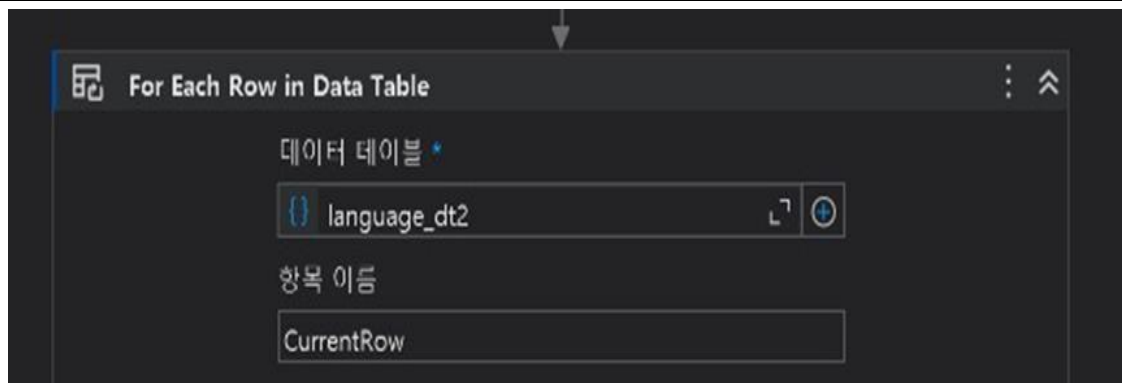 For Each Row in Data Table
데이터 테이블 *
{} language_dt2
항목 이름
CurrentRow